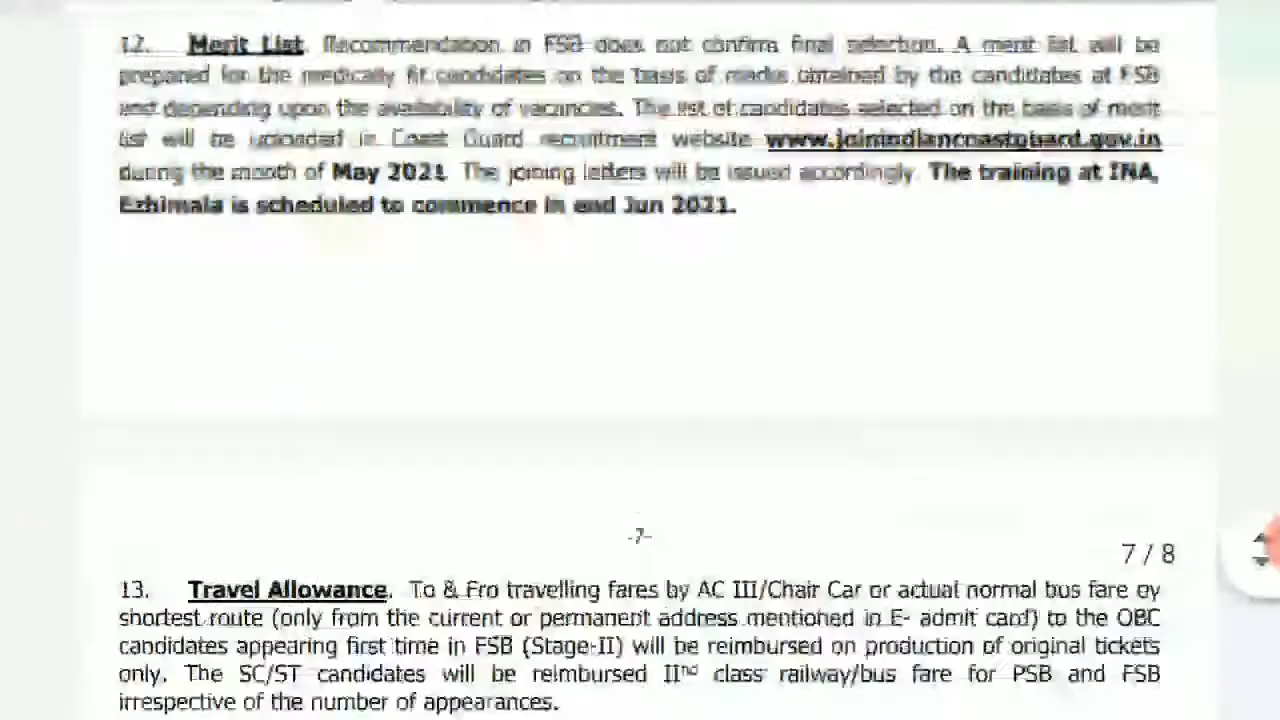 12. Merit List. Recommendation in FSB does not confirm final selection. A merit list will be
prepared for the medically fit candidates on the basis of marks obtained by the candidates at FSB
and depending upon the availability of vacancies. The list of candidates selected on the basis of merit
list will be uploaded in Coast Guard recruitment website www.joinindiancoastguard.gov.in
during the month of May 2021. The joining letters will be issued accordingly. The training at INA,
Ezhimala is scheduled to commence in end Jun 2021.
-7-
7 / 8
13. Travel Allowance. To & Fro travelling fares by AC III/Chair Car or actual normal bus fare by
shortest route (only from the current or permanent address mentioned in E- admit card) to the OBC
candidates appearing first time in FSB (Stage-II) will be reimbursed on production of original tickets
only. The SC/ST candidates will be reimbursed IInd class railway/bus fare for PSB and FSB
irrespective of the number of appearances.